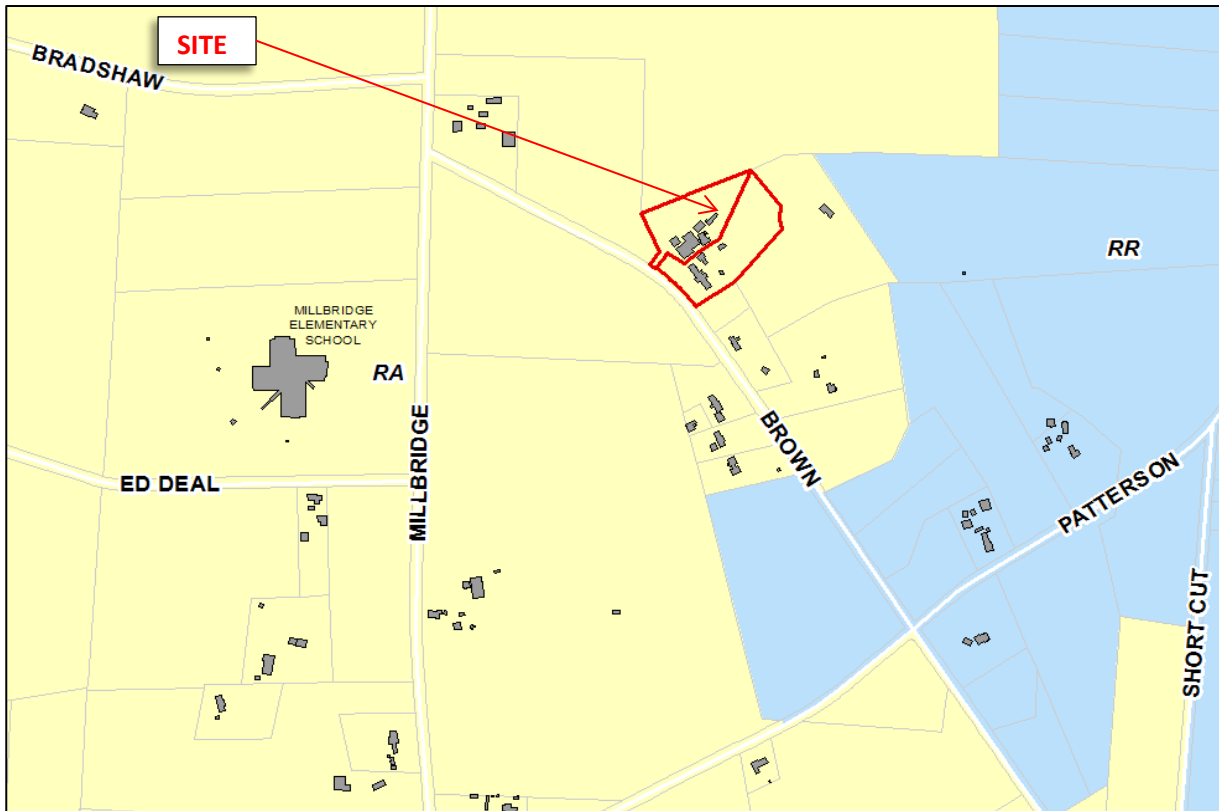 SITE
BRADSHAW
RR
MILLBRIDGE
ELEMENTARY
SCHOOL
RA
MILLBRIDGE
BROWN
ED DEAL
PATTERSON
SHORT CUT